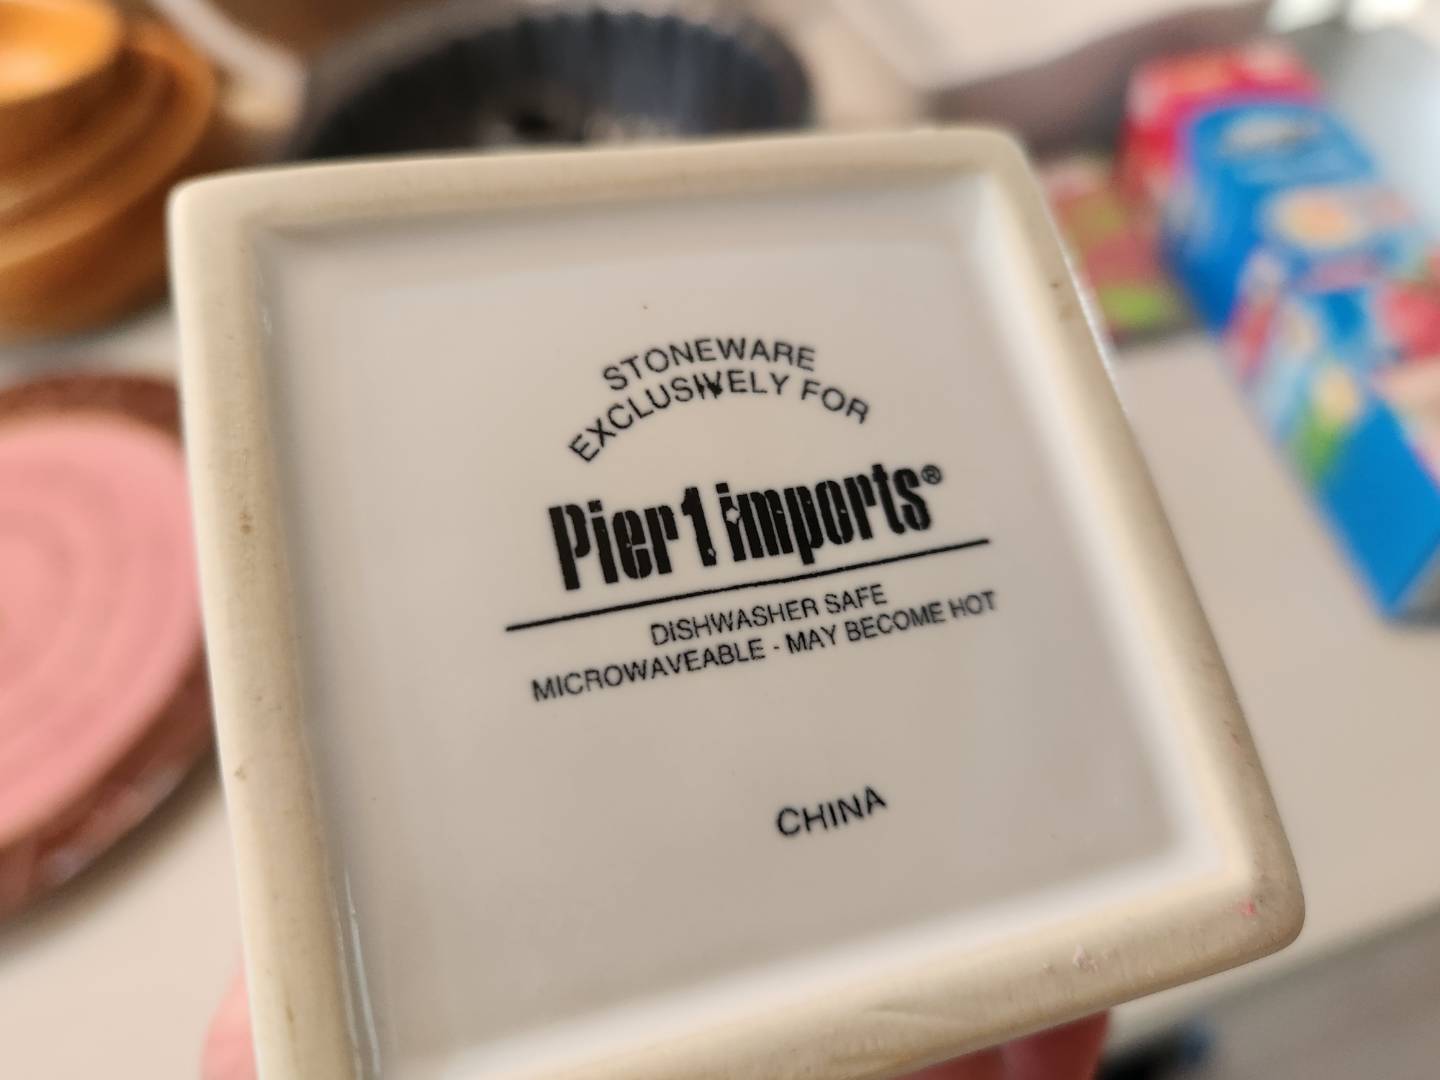 STONEWARE
EXCLUSIVELY FOR
Pier 1 imports®
DISHWASHER SAFE
MICROWAVEABLE - MAY BECOME HOT
CHINA